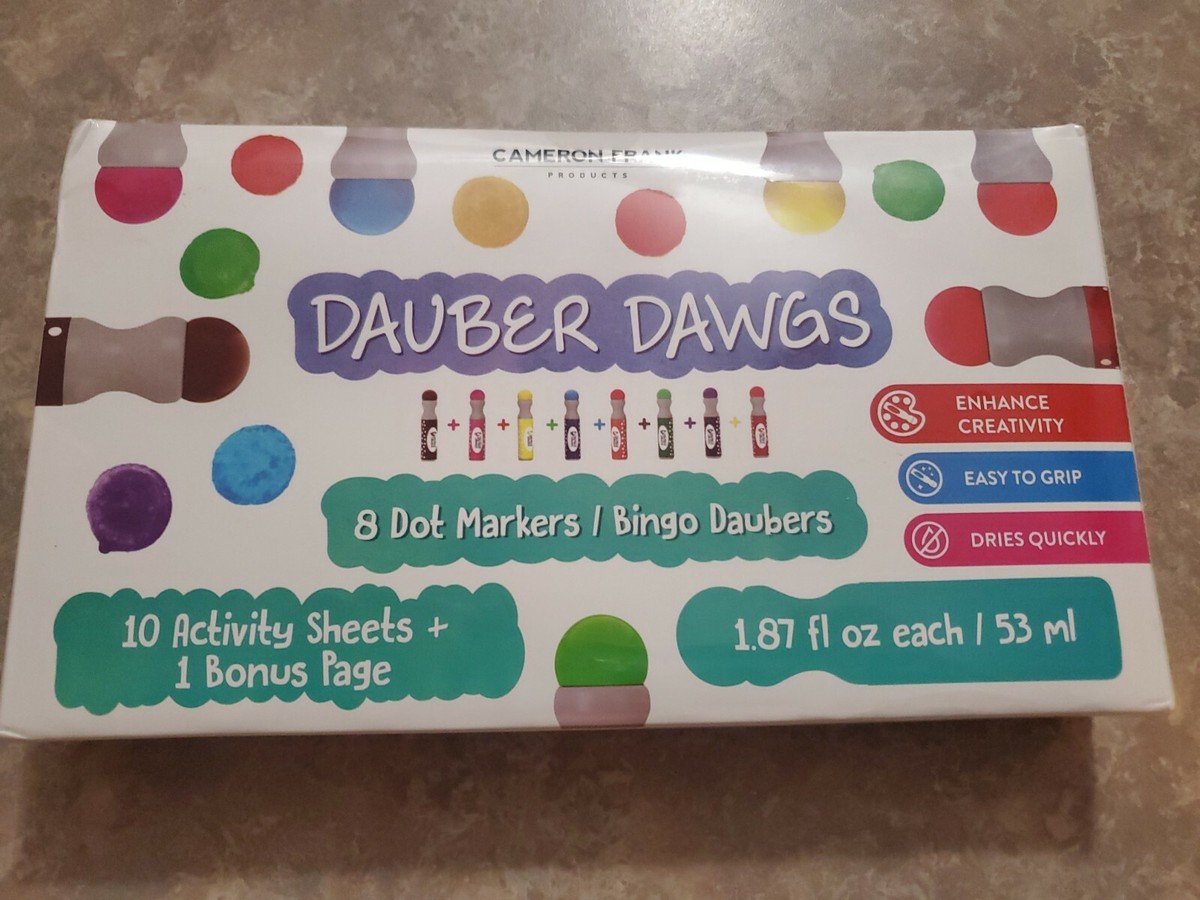 CAMERON FRANK
PRODUCTS
DAUBER DAWGS
ENHANCE
CREATIVITY
EASY TO GRIP
8 Dot Markers / Bingo Daubers
DRIES QUICKLY
10 Activity Sheets +
1 Bonus Page
1.87 fl oz each / 53 ml